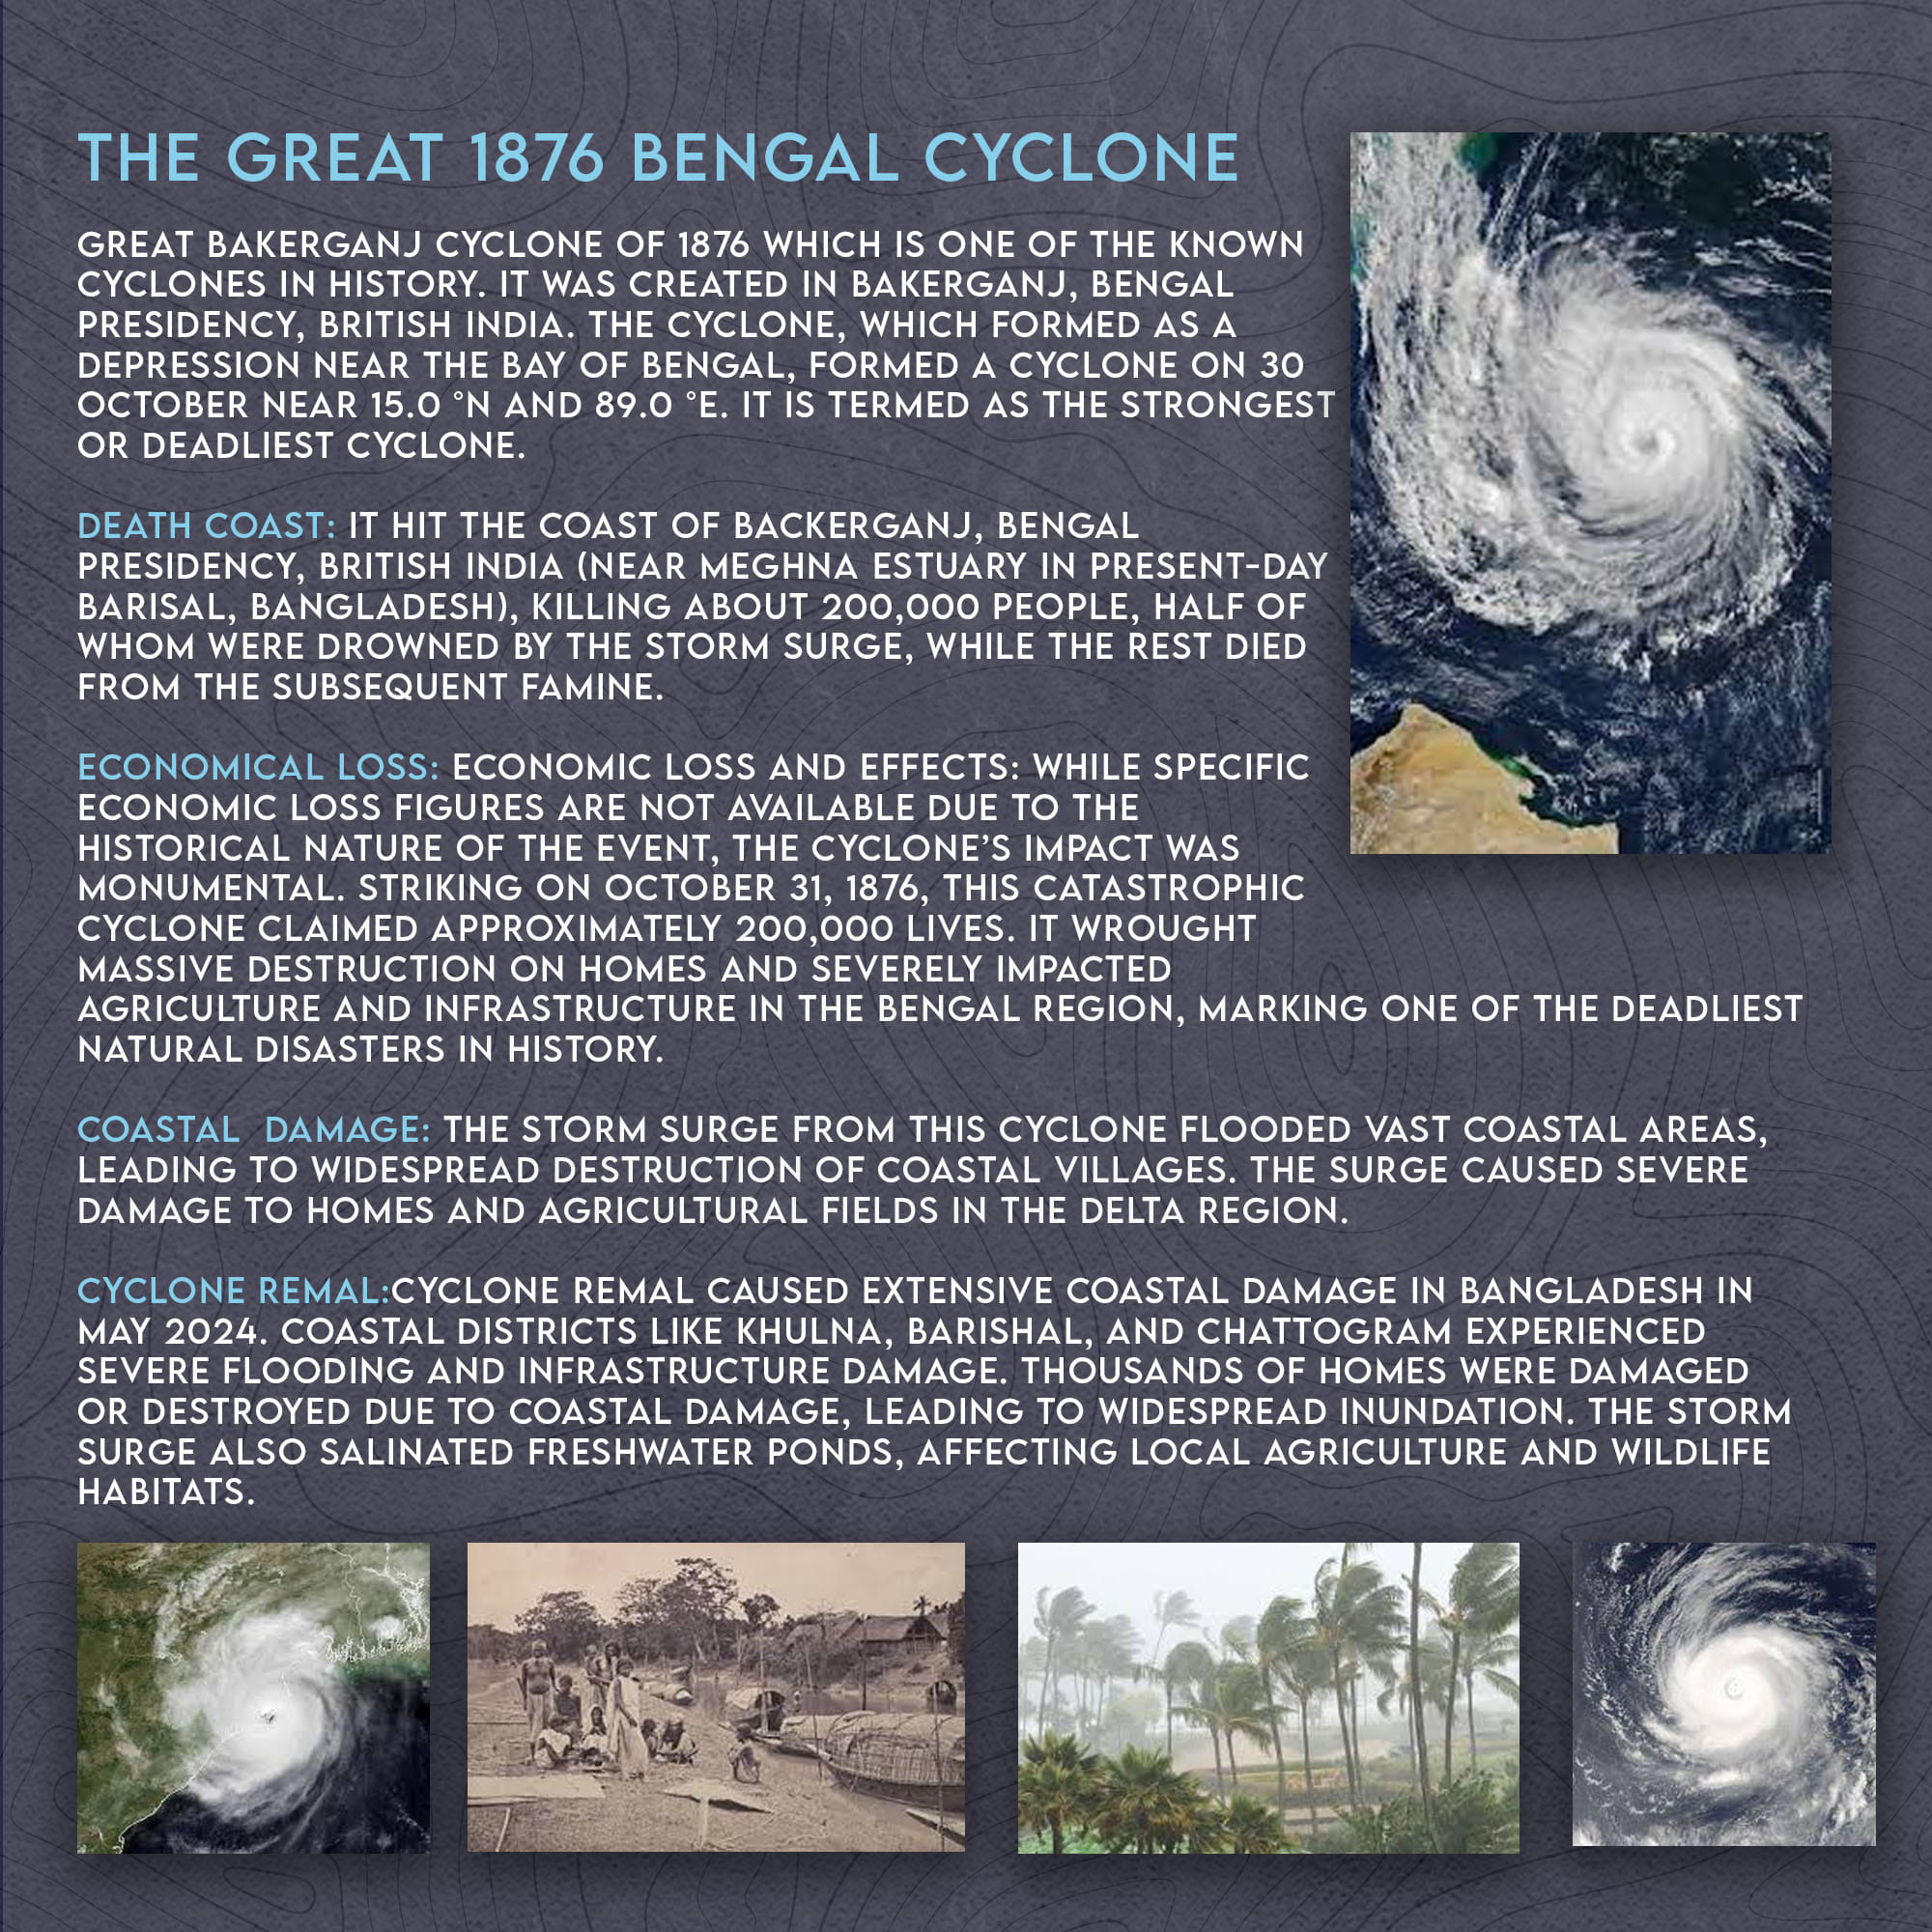 THE GREAT 1876 BENGAL CYCLONE
GREAT BAKERGANJ CYCLONE OF 1876 WHICH IS ONE OF THE KNOWN
CYCLONES IN HISTORY. IT WAS CREATED IN BAKERGANJ, BENGAL
PRESIDENCY, BRITISH INDIA. THE CYCLONE, WHICH FORMED AS A
DEPRESSION NEAR THE BAY OF BENGAL, FORMED A CYCLONE ON 30
OCTOBER NEAR 15.0 °N AND 89.0 °E. IT IS TERMED AS THE STRONGEST
OR DEADLIEST CYCLONE.
DEATH COAST: IT HIT THE COAST OF BACKERGANJ, BENGAL
PRESIDENCY, BRITISH INDIA (NEAR MEGHNA ESTUARY IN PRESENT-DAY
BARISAL, BANGLADESH), KILLING ABOUT 200,000 PEOPLE, HALF OF
WHOM WERE DROWNED BY THE STORM SURGE, WHILE THE REST DIED
FROM THE SUBSEQUENT FAMINE.
ECONOMICAL LOSS: ECONOMIC LOSS AND EFFECTS: WHILE SPECIFIC
ECONOMIC LOSS FIGURES ARE NOT AVAILABLE DUE TO THE
HISTORICAL NATURE OF THE EVENT, THE CYCLONE'S IMPACT WAS
MONUMENTAL. STRIKING ON OCTOBER 31, 1876, THIS CATASTROPHIC
CYCLONE CLAIMED APPROXIMATELY 200,000 LIVES. IT WROUGHT
MASSIVE DESTRUCTION ON HOMES AND SEVERELY IMPACTED
AGRICULTURE AND INFRASTRUCTURE IN THE BENGAL REGION, MARKING ONE OF THE DEADLIEST
NATURAL DISASTERS IN HISTORY.
COASTAL DAMAGE: THE STORM SURGE FROM THIS CYCLONE FLOODED VAST COASTAL AREAS,
LEADING TO WIDESPREAD DESTRUCTION OF COASTAL VILLAGES. THE SURGE CAUSED SEVERE
DAMAGE TO HOMES AND AGRICULTURAL FIELDS IN THE DELTA REGION.
CYCLONE REMAL:CYCLONE REMAL CAUSED EXTENSIVE COASTAL DAMAGE IN BANGLADESH IN
MAY 2024. COASTAL DISTRICTS LIKE KHULNA, BARISHAL, AND CHATTOGRAM EXPERIENCED
SEVERE FLOODING AND INFRASTRUCTURE DAMAGE. THOUSANDS OF HOMES WERE DAMAGED
OR DESTROYED DUE TO COASTAL DAMAGE, LEADING TO WIDESPREAD INUNDATION. THE STORM
SURGE ALSO SALINATED FRESHWATER PONDS, AFFECTING LOCAL AGRICULTURE AND WILDLIFE
HABITATS.